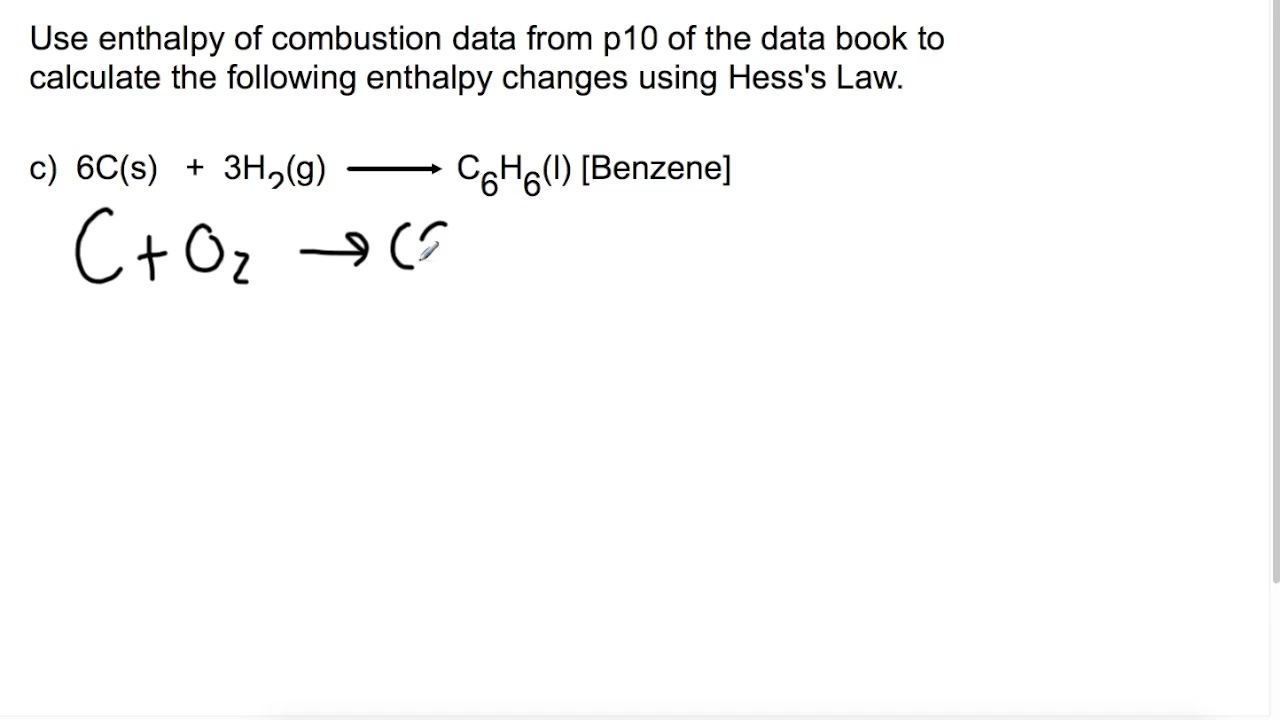 Use enthalpy of combustion data from p10 of the data book to
calculate the following enthalpy changes using Hess's Law.
c) 6C(s) + 3H₂(g) ⟶ C₆H₆(l) [Benzene]
C + O₂ → C